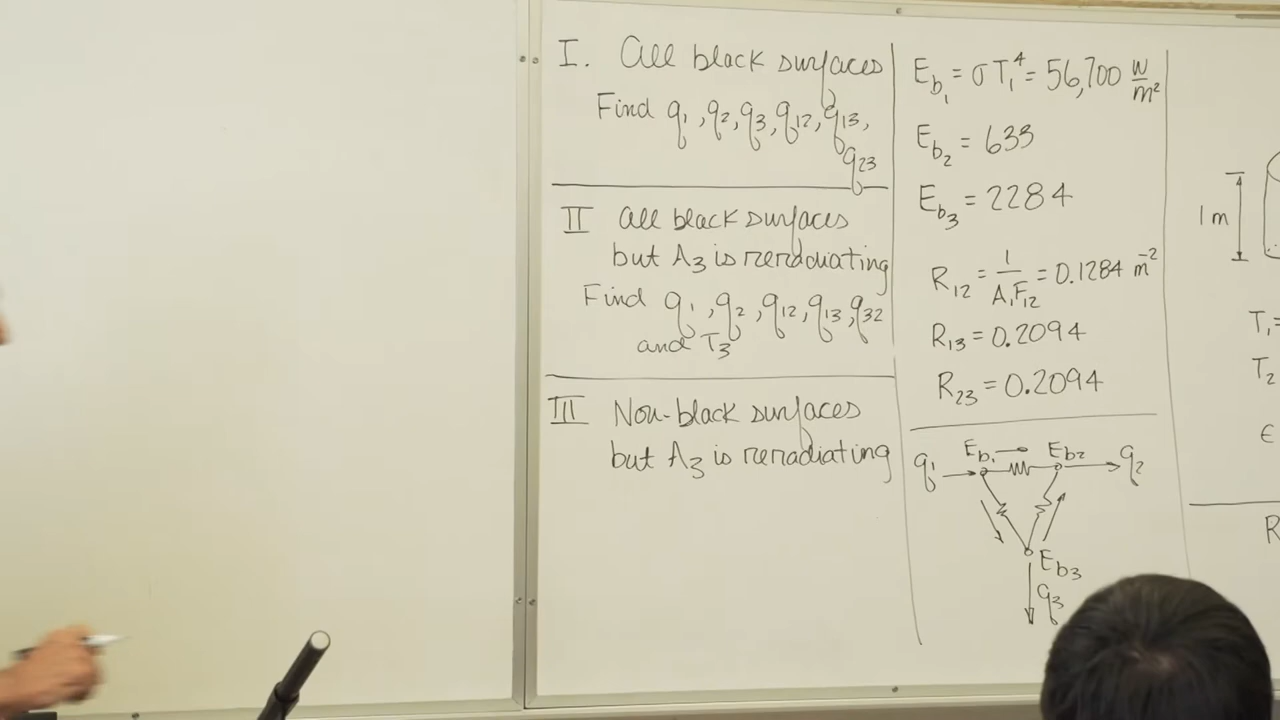 I. All black surfaces
Find q1, q2, q3, q12, q13,
q23
II All black surfaces
but A3 is reradiating
Find q1, q2, q12, q13, q32
and T3
III Non-black surfaces
but A3 is reradiating
Eb1 = σT1⁴ = 56,700 W/m²
Eb2 = 633
Eb3 = 2284
R12 = 1/A1F12 = 0.1284 m⁻²
R13 = 0.2094
R23 = 0.2094
q1 Eb1 Eb2 q2
Eb3
q3
1 m
T1=
T2
ε
R